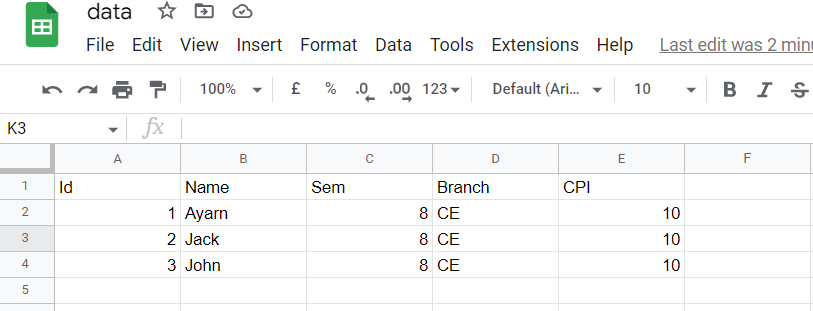 data
File Edit View Insert Format Data Tools Extensions Help Last edit was 2 minu
100% £ % .0 .00 123 Default (Ari... 10 B I S
K3 fx
A B C D E F
1 Id Name Sem Branch CPI
2 1 Ayarn 8 CE 10
3 2 Jack 8 CE 10
4 3 John 8 CE 10
5